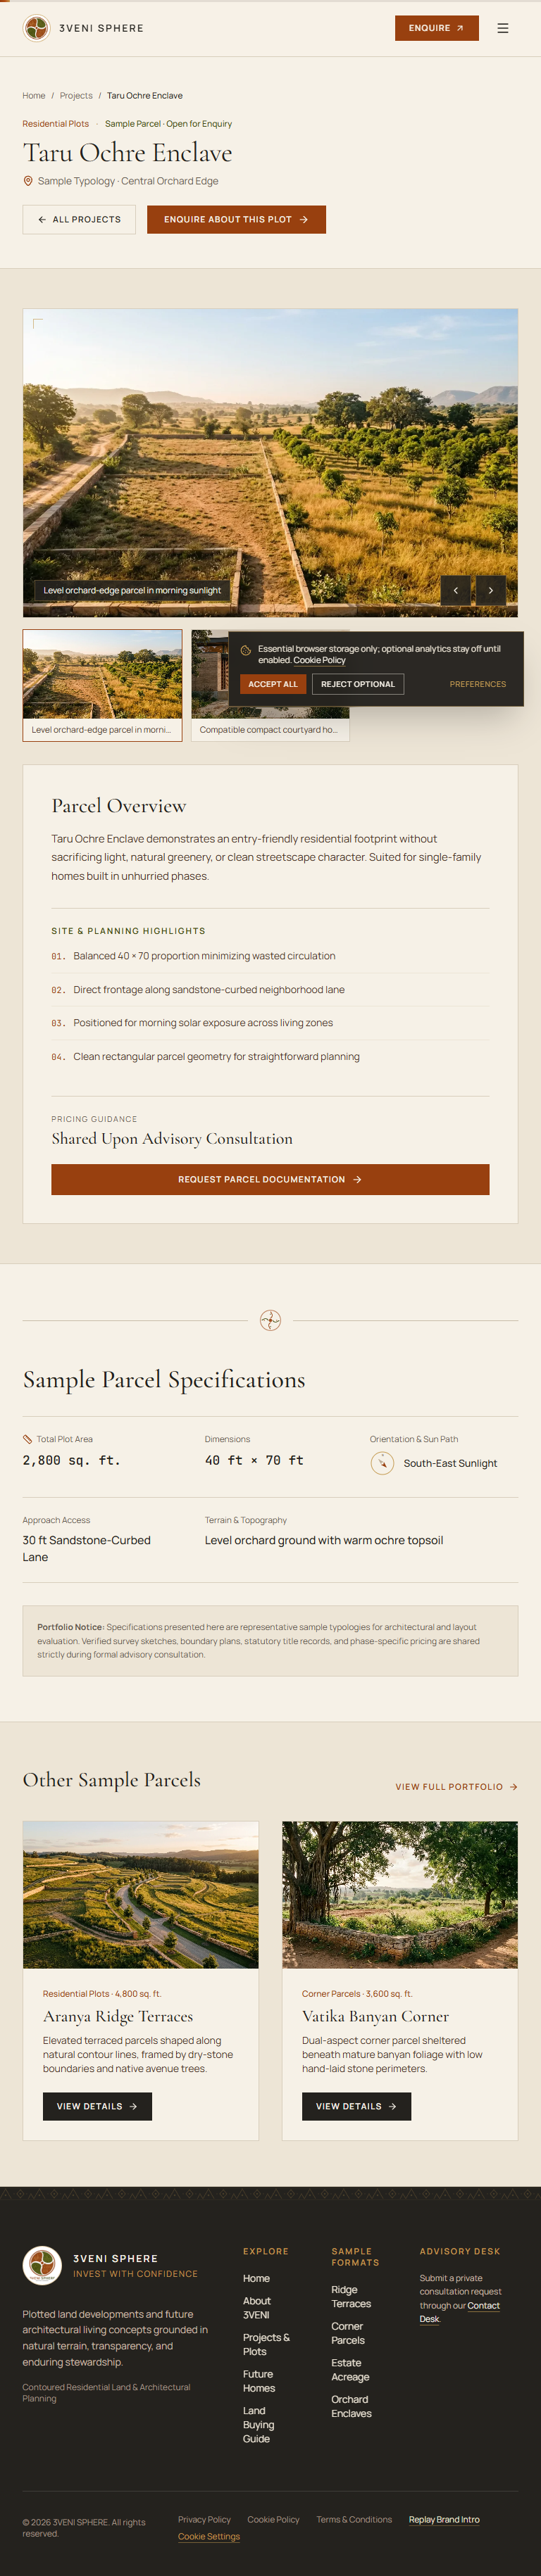 3VENI SPHERE
ENQUIRE
Home / Projects / Taru Ochre Enclave
Residential Plots · Sample Parcel · Open for Enquiry
Taru Ochre Enclave
Sample Typology · Central Orchard Edge
ALL PROJECTS
ENQUIRE ABOUT THIS PLOT
Level orchard-edge parcel in morning sunlight
Essential browser storage only; optional analytics stay off until
enabled. Cookie Policy
ACCEPT ALL
REJECT OPTIONAL
PREFERENCES
Level orchard-edge parcel in morni...
Compatible compact courtyard ho...
Parcel Overview
Taru Ochre Enclave demonstrates an entry-friendly residential footprint without
sacrificing light, natural greenery, or clean streetscape character. Suited for single-family
homes built in unhurried phases.
SITE & PLANNING HIGHLIGHTS
01. Balanced 40 × 70 proportion minimizing wasted circulation
02. Direct frontage along sandstone-curbed neighborhood lane
03. Positioned for morning solar exposure across living zones
04. Clean rectangular parcel geometry for straightforward planning
PRICING GUIDANCE
Shared Upon Advisory Consultation
REQUEST PARCEL DOCUMENTATION
Sample Parcel Specifications
Total Plot Area
2,800 sq. ft.
Dimensions
40 ft × 70 ft
Orientation & Sun Path
South-East Sunlight
Approach Access
30 ft Sandstone-Curbed
Lane
Terrain & Topography
Level orchard ground with warm ochre topsoil
Portfolio Notice: Specifications presented here are representative sample typologies for architectural and layout
evaluation. Verified survey sketches, boundary plans, statutory title records, and phase-specific pricing are shared
strictly during formal advisory consultation.
Other Sample Parcels
VIEW FULL PORTFOLIO
Residential Plots · 4,800 sq. ft.
Aranya Ridge Terraces
Elevated terraced parcels shaped along
natural contour lines, framed by dry-stone
boundaries and native avenue trees.
VIEW DETAILS
Corner Parcels · 3,600 sq. ft.
Vatika Banyan Corner
Dual-aspect corner parcel sheltered
beneath mature banyan foliage with low
hand-laid stone perimeters.
VIEW DETAILS
3VENI SPHERE
INVEST WITH CONFIDENCE
Plotted land developments and future
architectural living concepts grounded in
natural terrain, transparency, and
enduring stewardship.
Contoured Residential Land & Architectural
Planning
EXPLORE
Home
About
3VENI
Projects &
Plots
Future
Homes
Land
Buying
Guide
SAMPLE
FORMATS
Ridge
Terraces
Corner
Parcels
Estate
Acreage
Orchard
Enclaves
ADVISORY DESK
Submit a private
consultation request
through our Contact
Desk.
© 2026 3VENI SPHERE. All rights
reserved.
Privacy Policy
Cookie Policy
Terms & Conditions
Replay Brand Intro
Cookie Settings